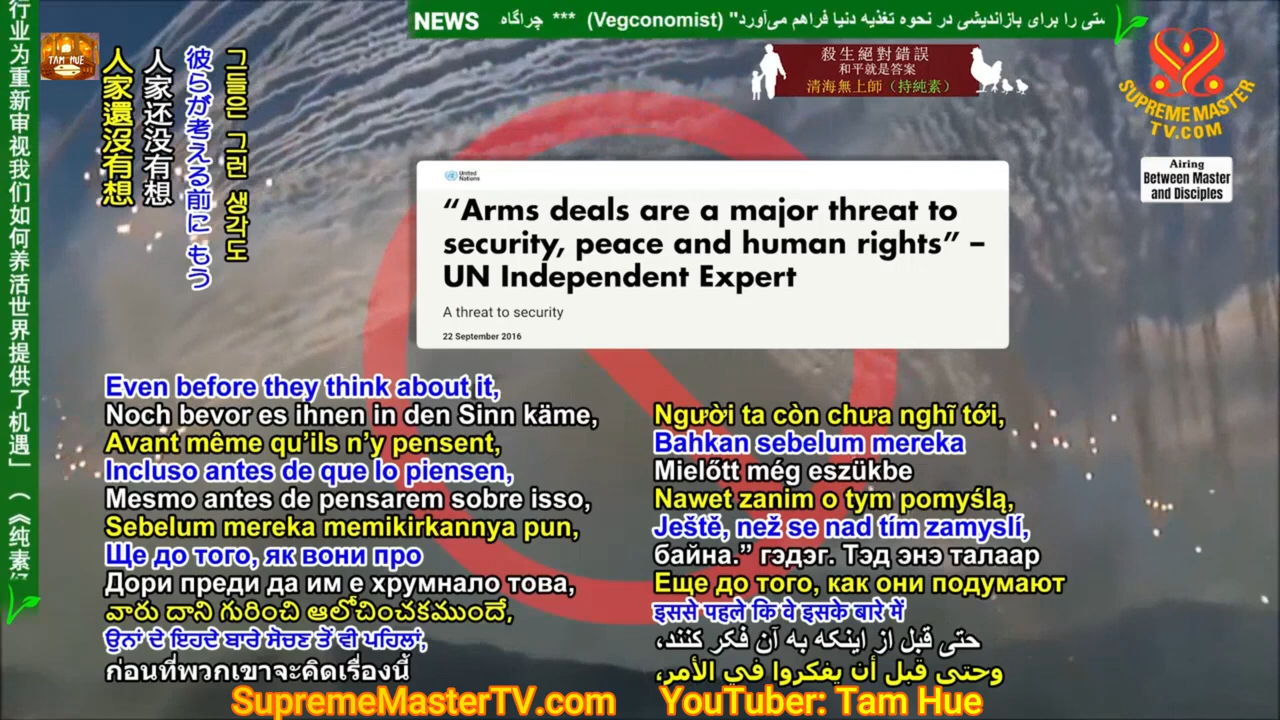 行业为重新审视我们如何养活世界提供了机遇」（《纯素
NEWS
ستی را برای بازاندیشی در نحوه تغذیه دنیا فراهم می‌آورد" (Vegconomist) *** چراگاه
TAM HUE
人家還沒有想
人家还没有想
彼らが考える前に もう
그들은 그런 생각도
殺生絕對錯誤
和平就是答案
清海無上師（持純素）
SUPREME MASTER
TV.COM
Airing
Between Master
and Disciples
United
Nations
“Arms deals are a major threat to
security, peace and human rights” –
UN Independent Expert
A threat to security
22 September 2016
Even before they think about it,
Noch bevor es ihnen in den Sinn käme,
Avant même qu’ils n’y pensent,
Incluso antes de que lo piensen,
Mesmo antes de pensarem sobre isso,
Sebelum mereka memikirkannya pun,
Ще до того, як вони про
Дори преди да им е хрумнало това,
వారు దాని గురించి ఆలోచించకముందే,
ਉਨਾਂ ਦੇ ਇਹਦੇ ਬਾਰੇ ਸੋਚਣ ਤੋਂ ਵੀ ਪਹਿਲਾਂ,
ก่อนที่พวกเขาจะคิดเรื่องนี้
Người ta còn chưa nghĩ tới,
Bahkan sebelum mereka
Mielőtt még eszükbe
Nawet zanim o tym pomyślą,
Ještě, než se nad tím zamyslí,
байна.” гэдэг. Тэд энэ талаар
Еще до того, как они подумают
इससे पहले कि वे इसके बारे में
حتی قبل از اینکه به آن فکر کنند،
وحتى قبل أن يفكروا في الأمر،
SupremeMasterTV.com
YouTuber: Tam Hue